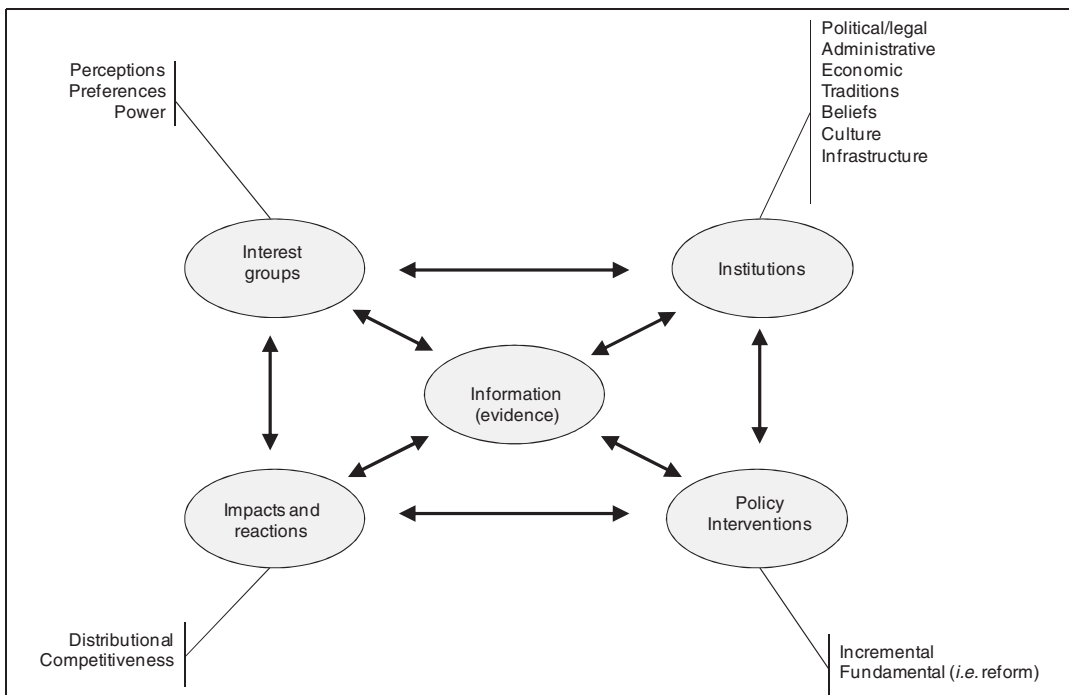 Political/legal
Administrative
Economic
Traditions
Beliefs
Culture
Infrastructure
Perceptions
Preferences
Power
Interest
groups
Institutions
Information
(evidence)
Impacts and
reactions
Policy
Interventions
Distributional
Competitiveness
Incremental
Fundamental (i.e. reform)